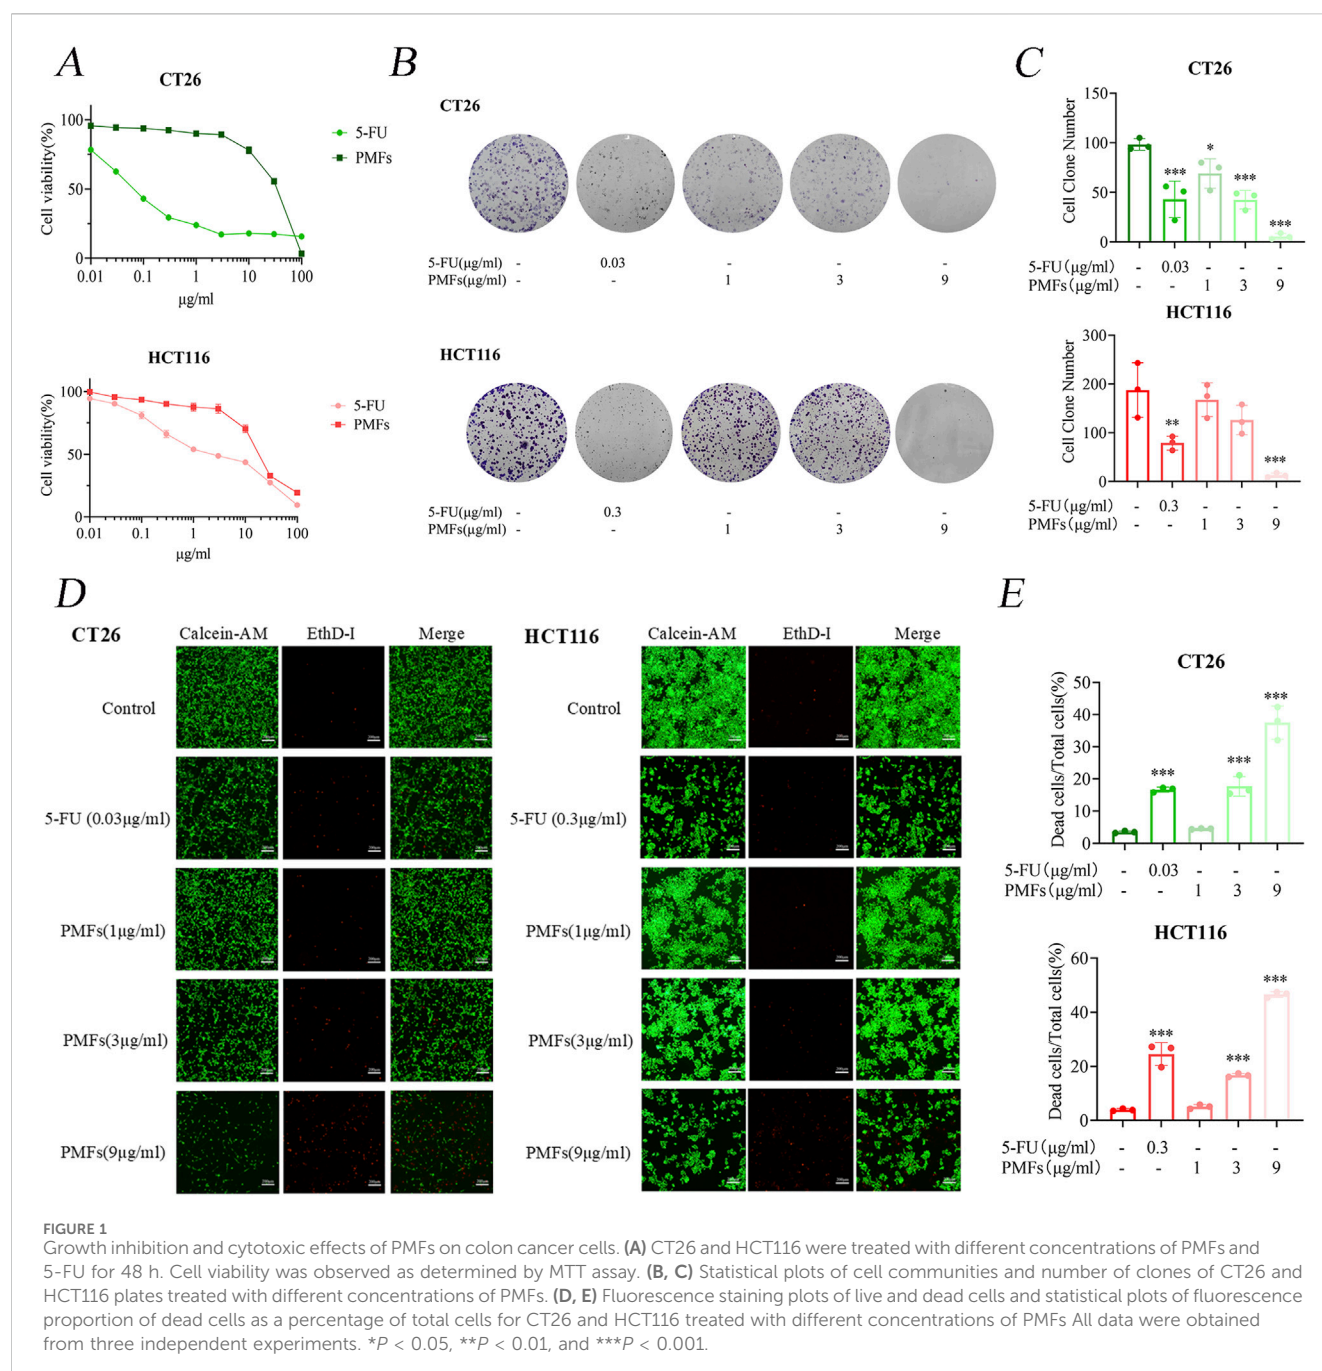 A
CT26
Cell viability(%)
100
50
0
0.01 0.1 1 10 100
μg/ml
5-FU
PMFs
HCT116
Cell viability(%)
100
50
0
0.01 0.1 1 10 100
μg/ml
5-FU
PMFs
B
CT26
5-FU(μg/ml) - 0.03 - - -
PMFs(μg/ml) - - 1 3 9
HCT116
5-FU(μg/ml) - 0.3 - - -
PMFs(μg/ml) - - 1 3 9
C
CT26
Cell Clone Number
150
100
50
0
*** * *** ***
5-FU(μg/ml) - 0.03 - - -
PMFs(μg/ml) - - 1 3 9
HCT116
Cell Clone Number
300
200
100
0
** ***
5-FU(μg/ml) - 0.3 - - -
PMFs(μg/ml) - - 1 3 9
D
CT26
Calcein-AM EthD-I Merge
Control
5-FU (0.03μg/ml)
PMFs(1μg/ml)
PMFs(3μg/ml)
PMFs(9μg/ml)
HCT116
Calcein-AM EthD-I Merge
Control
5-FU (0.3μg/ml)
PMFs(1μg/ml)
PMFs(3μg/ml)
PMFs(9μg/ml)
E
CT26
Dead cells/Total cells(%)
50
40
30
20
10
0
*** *** ***
5-FU(μg/ml) - 0.03 - - -
PMFs(μg/ml) - - 1 3 9
HCT116
Dead cells/Total cells(%)
60
40
20
0
*** *** ***
5-FU(μg/ml) - 0.3 - - -
PMFs(μg/ml) - - 1 3 9
FIGURE 1
Growth inhibition and cytotoxic effects of PMFs on colon cancer cells. (A) CT26 and HCT116 were treated with different concentrations of PMFs and
5-FU for 48 h. Cell viability was observed as determined by MTT assay. (B, C) Statistical plots of cell communities and number of clones of CT26 and
HCT116 plates treated with different concentrations of PMFs. (D, E) Fluorescence staining plots of live and dead cells and statistical plots of fluorescence
proportion of dead cells as a percentage of total cells for CT26 and HCT116 treated with different concentrations of PMFs All data were obtained
from three independent experiments. *P < 0.05, **P < 0.01, and ***P < 0.001.